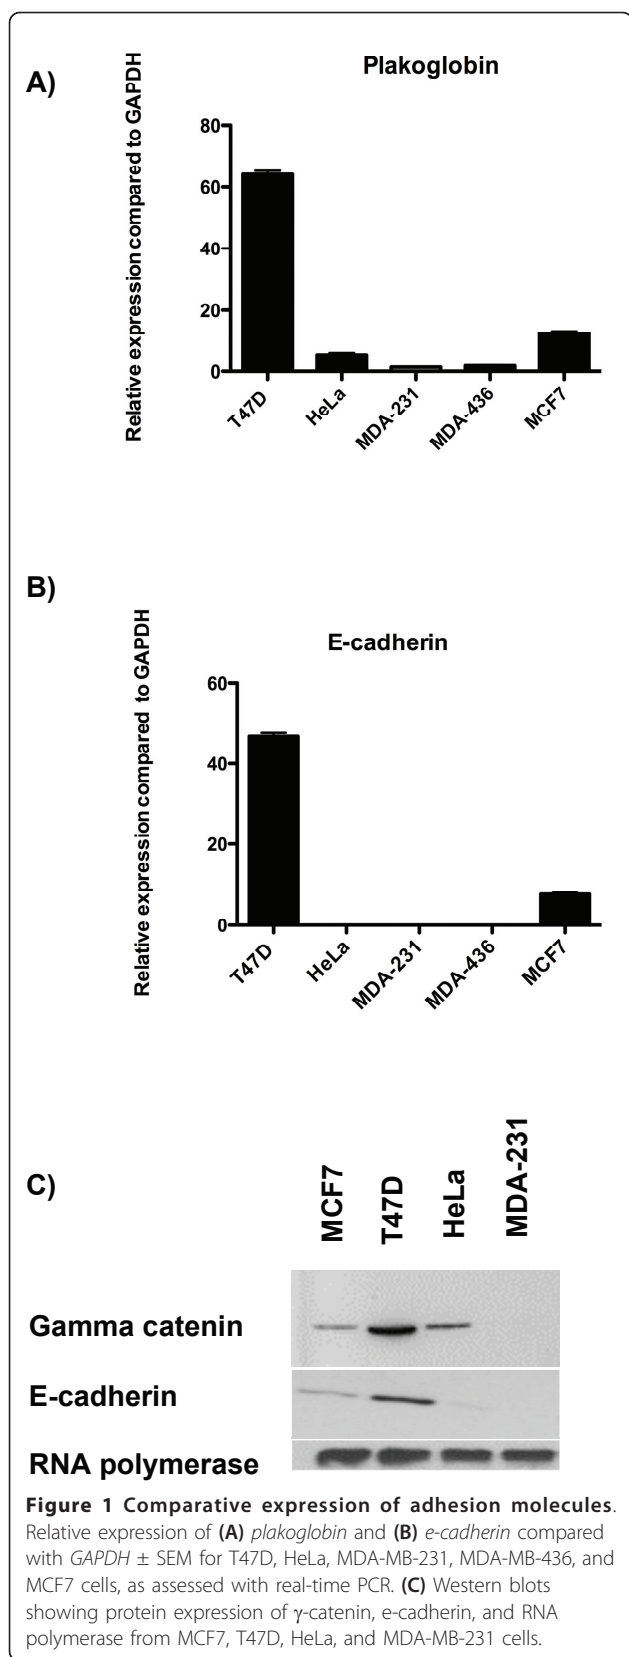 A)
Plakoglobin
Relative expression compared to GAPDH
80
60
40
20
0
T47D
HeLa
MDA-231
MDA-436
MCF7
B)
E-cadherin
Relative expression compared to GAPDH
60
40
20
0
T47D
HeLa
MDA-231
MDA-436
MCF7
C)
MCF7
T47D
HeLa
MDA-231
Gamma catenin
E-cadherin
RNA polymerase
Figure 1 Comparative expression of adhesion molecules.
Relative expression of (A) plakoglobin and (B) e-cadherin compared
with GAPDH ± SEM for T47D, HeLa, MDA-MB-231, MDA-MB-436, and
MCF7 cells, as assessed with real-time PCR. (C) Western blots
showing protein expression of γ-catenin, e-cadherin, and RNA
polymerase from MCF7, T47D, HeLa, and MDA-MB-231 cells.